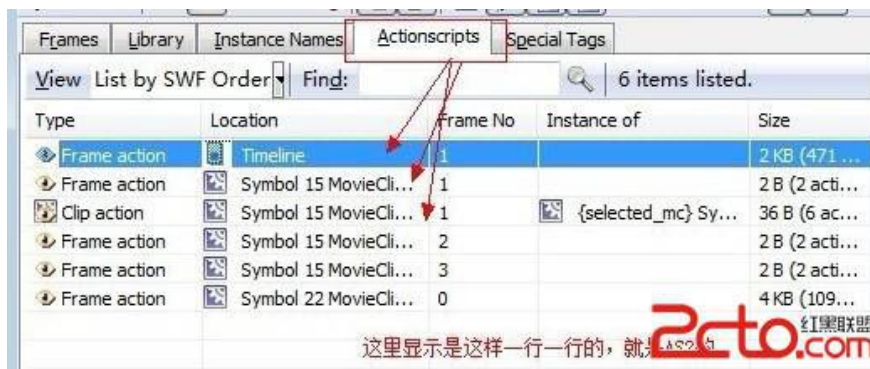 Frames Library Instance Names Actionscripts Special Tags
View List by SWF Order Find: 6 items listed.
Type Location Frame No Instance of Size
Frame action Timeline 1 2 KB (471 ...
Frame action Symbol 15 MovieCli... 1 2 B (2 acti...
Clip action Symbol 15 MovieCli... 1 {selected_mc} Sy... 36 B (6 ac...
Frame action Symbol 15 MovieCli... 2 2 B (2 acti...
Frame action Symbol 15 MovieCli... 3 2 B (2 acti...
Frame action Symbol 22 MovieCli... 0 4 KB (109...
这里显示是这样一行一行的，就是AS2的
2cto.com 红黑联盟